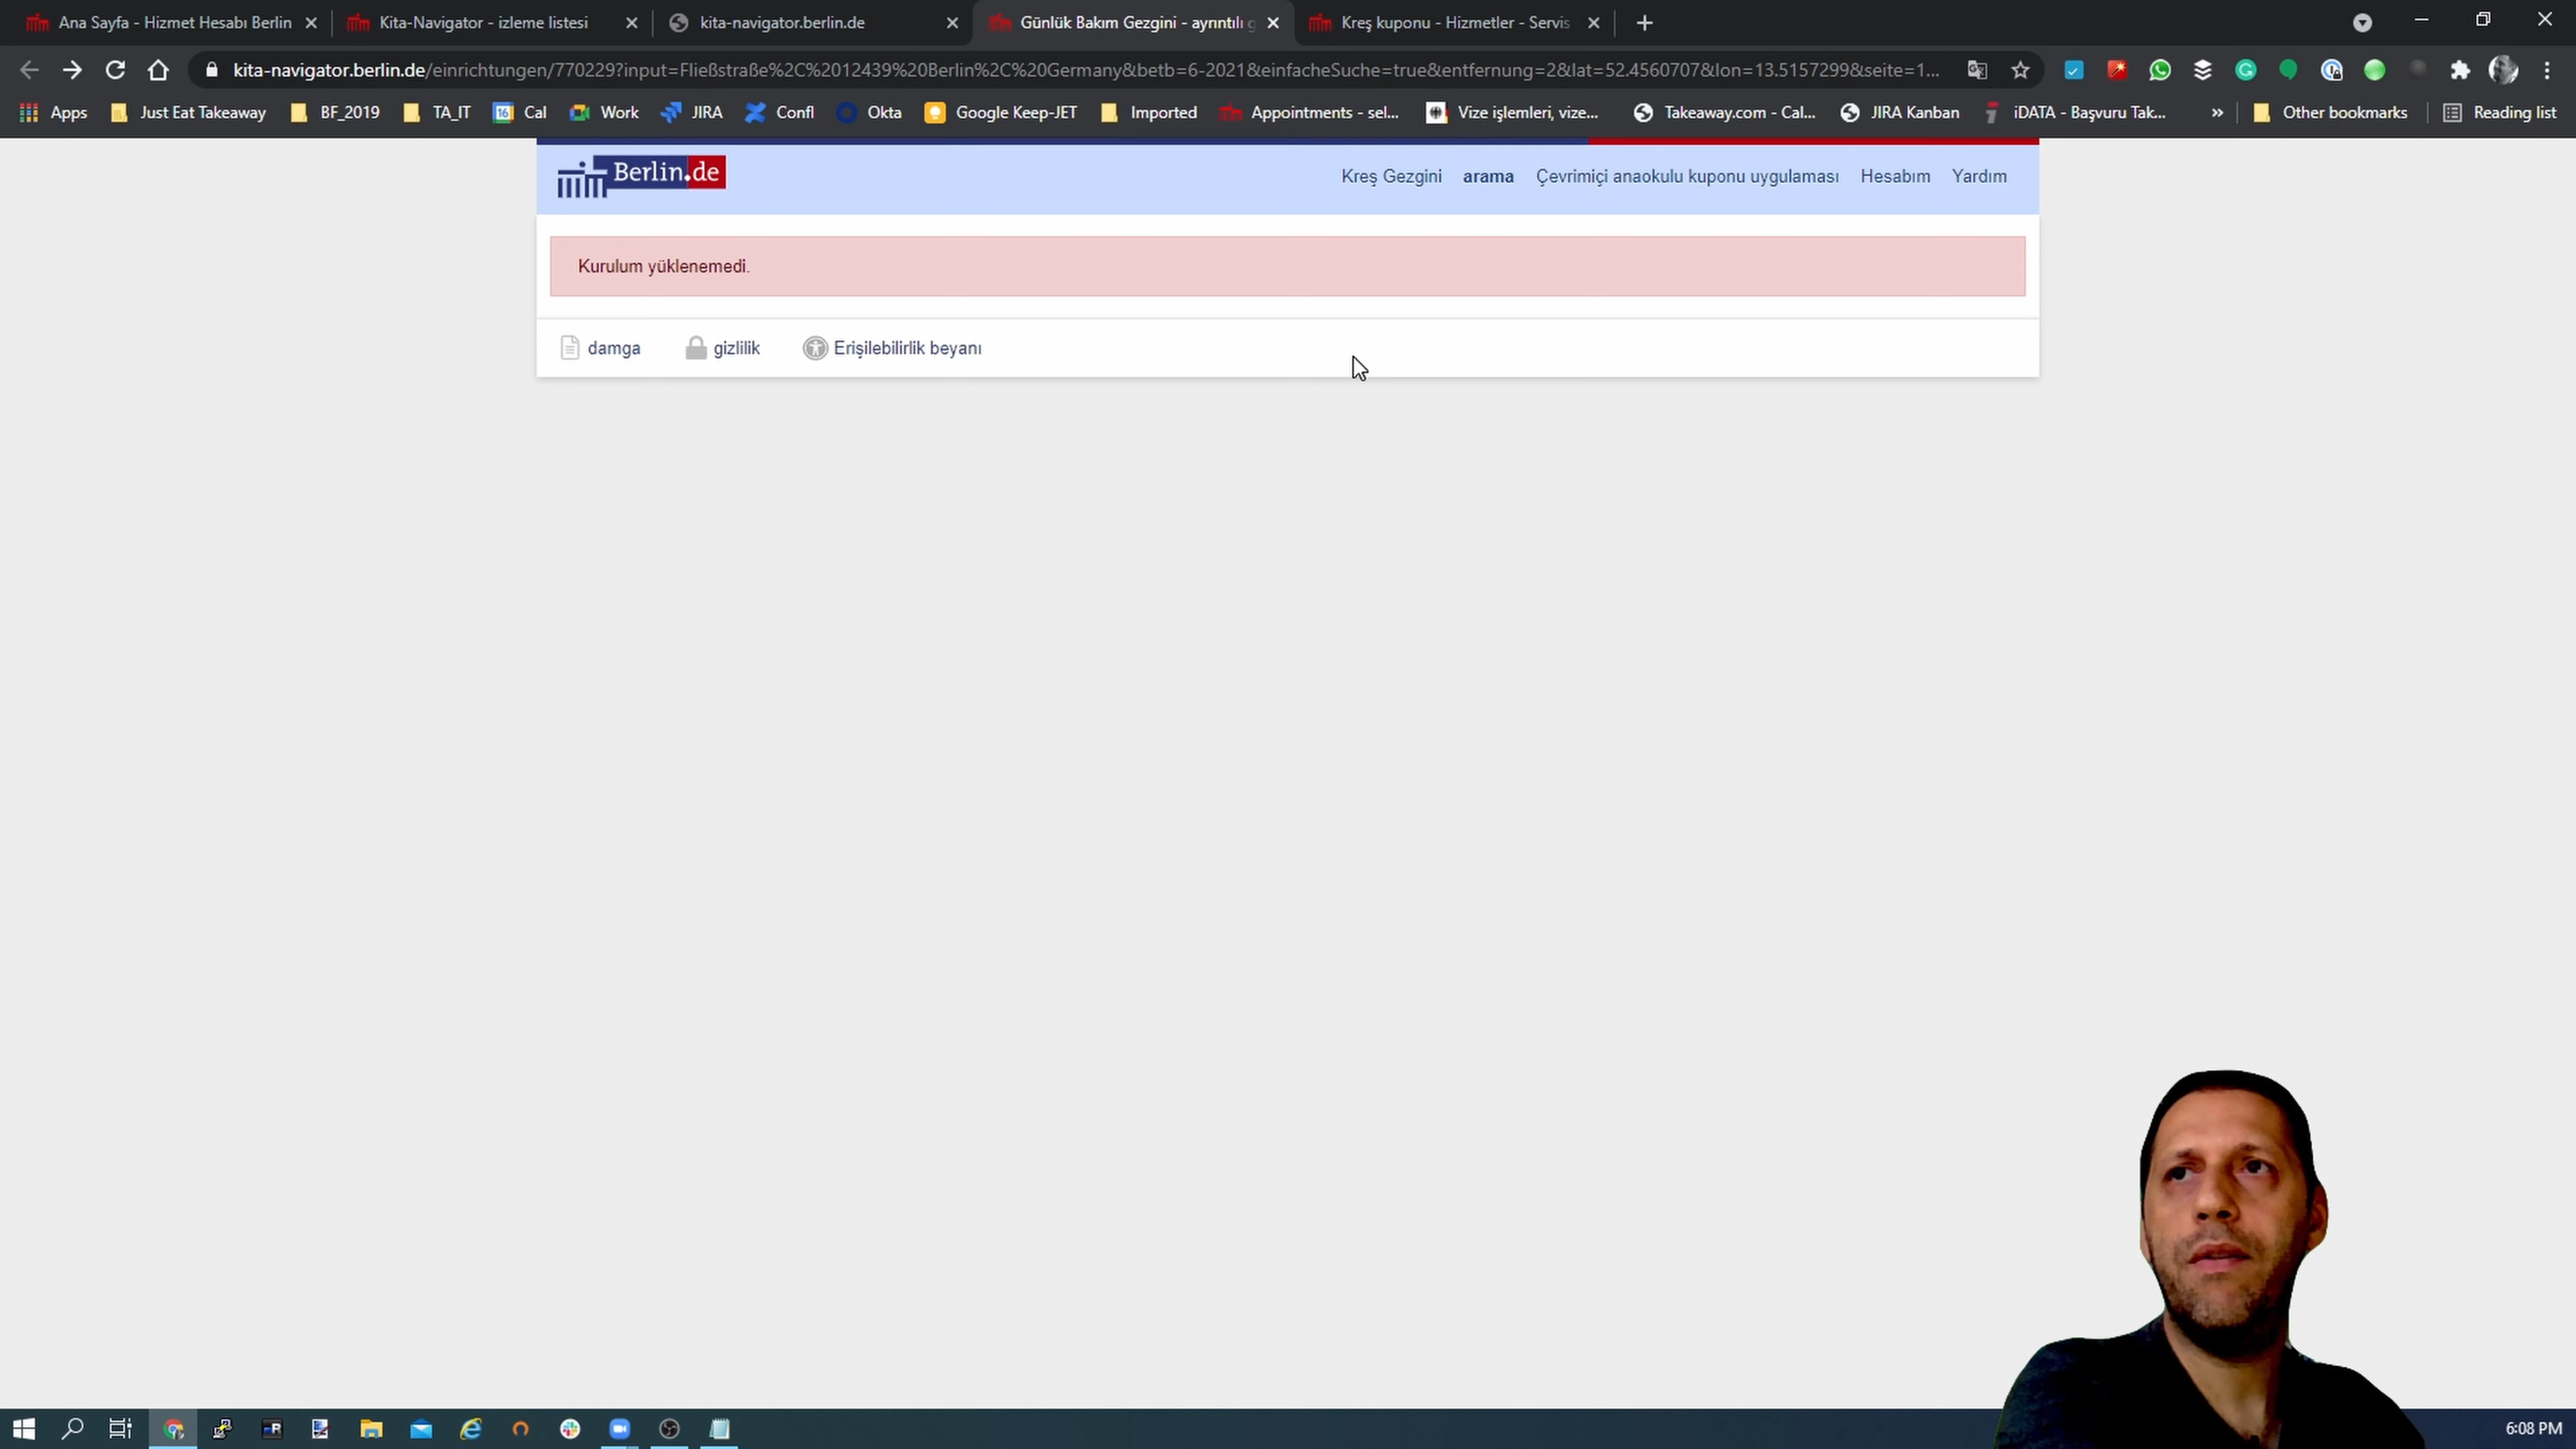 Ana Sayfa - Hizmet Hesabı Berlin
Kita-Navigator - izleme listesi
kita-navigator.berlin.de
Günlük Bakım Gezgini - ayrıntılı g
Kreş kuponu - Hizmetler - Servis
kita-navigator.berlin.de/einrichtungen/770229?input=Fließstraße%2C%2012439%20Berlin%2C%20Germany&betb=6-2021&einfacheSuche=true&entfernung=2&lat=52.4560707&lon=13.5157299&seite=1...
Apps
Just Eat Takeaway
BF_2019
TA_IT
16 Cal
Work
JIRA
Confl
Okta
Google Keep-JET
Imported
Appointments - sel...
Vize işlemleri, vize...
Takeaway.com - Cal...
JIRA Kanban
iDATA - Başvuru Tak...
»
Other bookmarks
Reading list
Berlin.de
Kreş Gezgini
arama
Çevrimiçi anaokulu kuponu uygulaması
Hesabım
Yardım
Kurulum yüklenemedi.
damga
gizlilik
Erişilebilirlik beyanı
6:08 PM